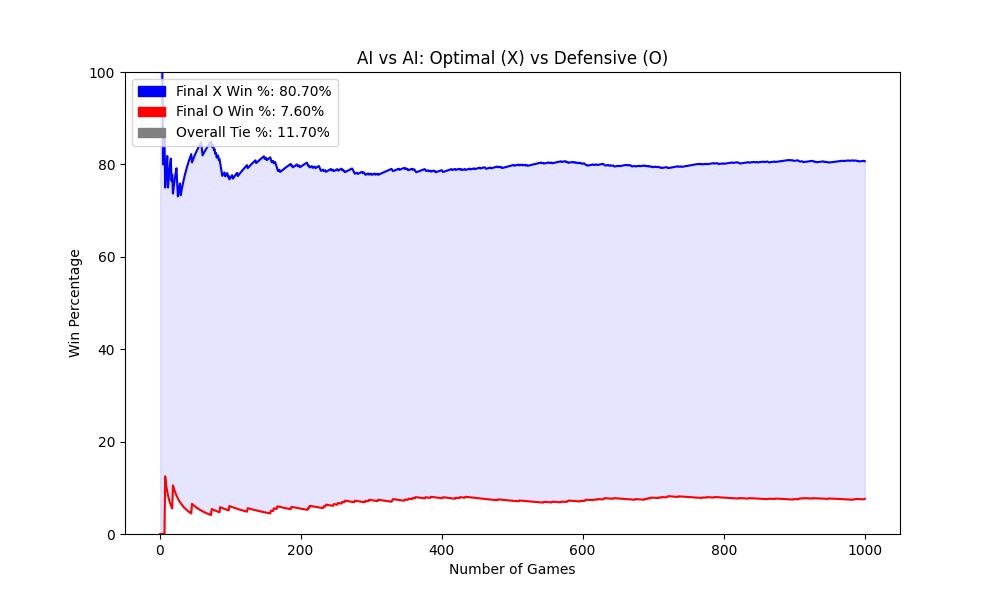 AI vs AI: Optimal (X) vs Defensive (O)
Final X Win %: 80.70%
Final O Win %: 7.60%
Overall Tie %: 11.70%
Win Percentage
100
80
60
40
20
0
0 200 400 600 800 1000
Number of Games